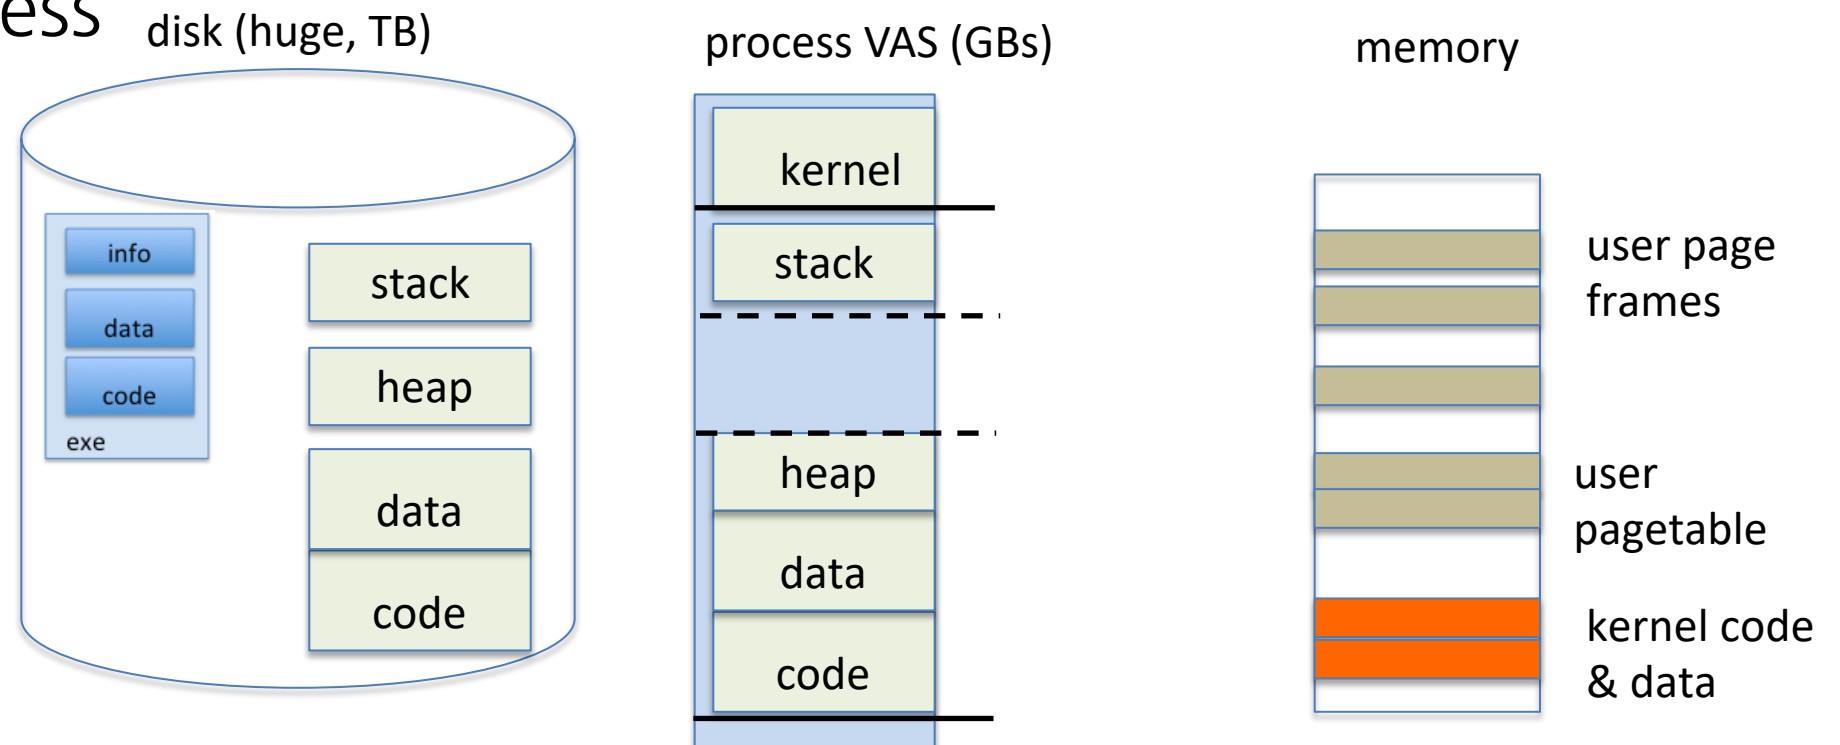 ess
disk (huge, TB)
process VAS (GBs)
memory
info
data
code
exe
stack
heap
data
code
kernel
stack
heap
data
code
user page
frames
user
pagetable
kernel code
& data